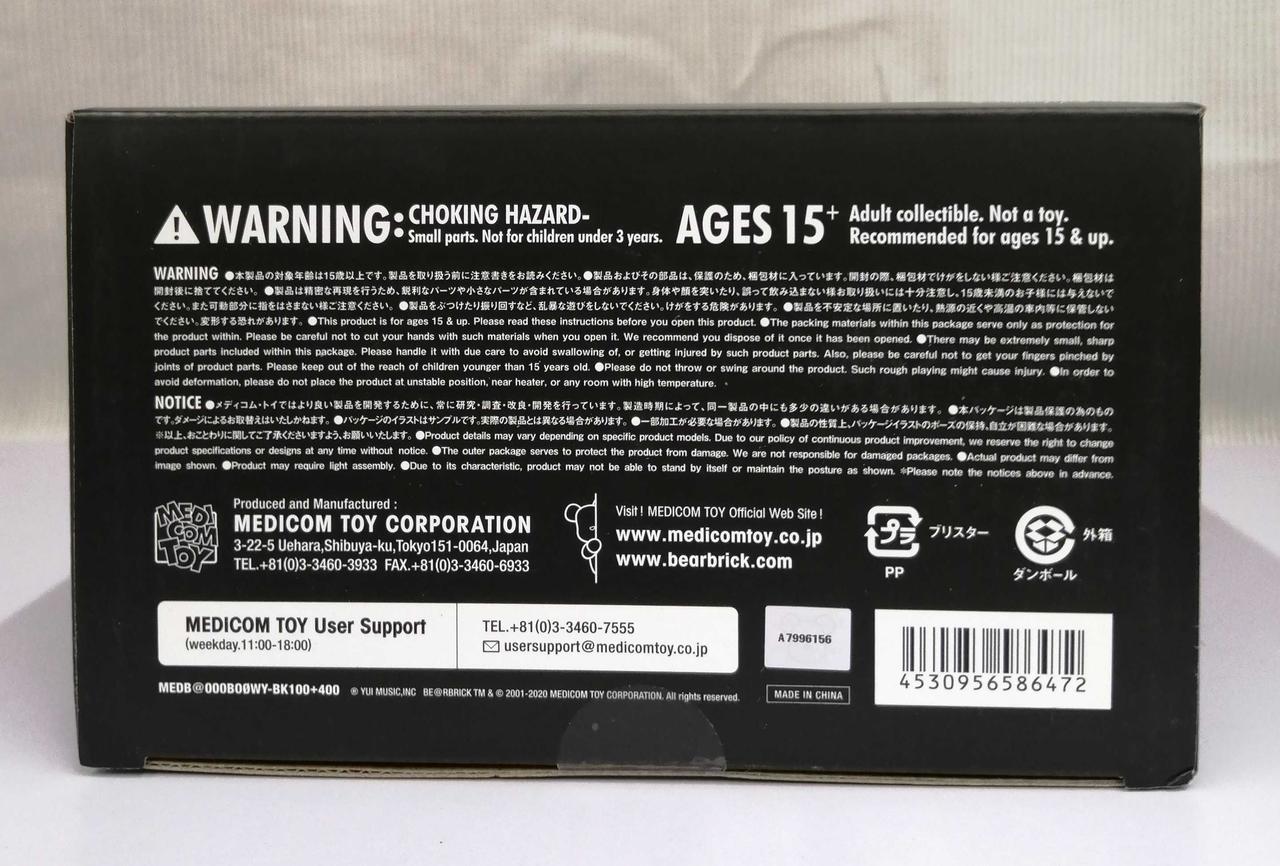 WARNING: CHOKING HAZARD-
Small parts. Not for children under 3 years.
AGES 15+ Adult collectible. Not a toy.
Recommended for ages 15 & up.
WARNING ●本製品の対象年齢は15歳以上です。製品を取り扱う前に注意書きをお読みください。●製品およびその部品は、保護のため、梱包材に入っています。開封の際、梱包材でけがをしない様ご注意ください。梱包材は
開封後に捨ててください。●製品は精密な再現を行うため、鋭利なパーツや小さなパーツが含まれている場合があります。身体や顔を突いたり、誤って飲み込まない様お取り扱いには十分注意し、15歳未満のお子様には与えないで
ください。また可動部分に指をはさまない様ご注意ください。●製品をぶつけたり振り回すなど、乱暴な遊びをしないでください。けがをする危険があります。●製品を不安定な場所に置いたり、熱源の近くや高温の車内等に保管しない
でください。変形する恐れがあります。●This product is for ages 15 & up. Please read these instructions before you open this product. ●The packing materials within this package serve only as protection for
the product within. Please be careful not to cut your hands with such materials when you open it. We recommend you dispose of it once it has been opened. ●There may be extremely small, sharp
product parts included within this package. Please handle it with due care to avoid swallowing of, or getting injured by such product parts. Also, please be careful not to get your fingers pinched by
joints of product parts. Please keep out of the reach of children younger than 15 years old. ●Please do not throw or swing around the product. Such rough playing might cause injury. ●In order to
avoid deformation, please do not place the product at unstable position, near heater, or any room with high temperature.
NOTICE ●メディコム・トイではより良い製品を開発するために、常に研究・調査・改良・開発を行っています。製造時期によって、同一製品の中にも多少の違いがある場合があります。●本パッケージは製品保護の為のもの
です。ダメージによるお取替えはいたしかねます。●パッケージのイラストはサンプルです。実際の製品とは異なる場合があります。●一部加工が必要な場合があります。●製品の性質上、パッケージイラストのポーズの保持、自立が困難な場合があります。
※以上、おことわりに関してご了承くださいますよう、お願いいたします。●Product details may vary depending on specific product models. Due to our policy of continuous product improvement, we reserve the right to change
product specifications or designs at any time without notice. ●The outer package serves to protect the product from damage. We are not responsible for damaged packages. ●Actual product may differ from
image shown. ●Product may require light assembly. ●Due to its characteristic, product may not be able to stand by itself or maintain the posture as shown. ※Please note the notices above in advance.
MEDI COM TOY
Produced and Manufactured :
MEDICOM TOY CORPORATION
3-22-5 Uehara,Shibuya-ku,Tokyo151-0064,Japan
TEL.+81(0)3-3460-3933 FAX.+81(0)3-3460-6933
Visit! MEDICOM TOY Official Web Site!
www.medicomtoy.co.jp
www.bearbrick.com
プラ ブリスター
PP
外箱
ダンボール
MEDICOM TOY User Support
(weekday.11:00-18:00)
TEL.+81(0)3-3460-7555
usersupport@medicomtoy.co.jp
A7996156
MADE IN CHINA
4530956586472
MEDB@000BOØWY-BK100+400 ® YUI MUSIC,INC BE@RBRICK TM & © 2001-2020 MEDICOM TOY CORPORATION. All rights reserved.